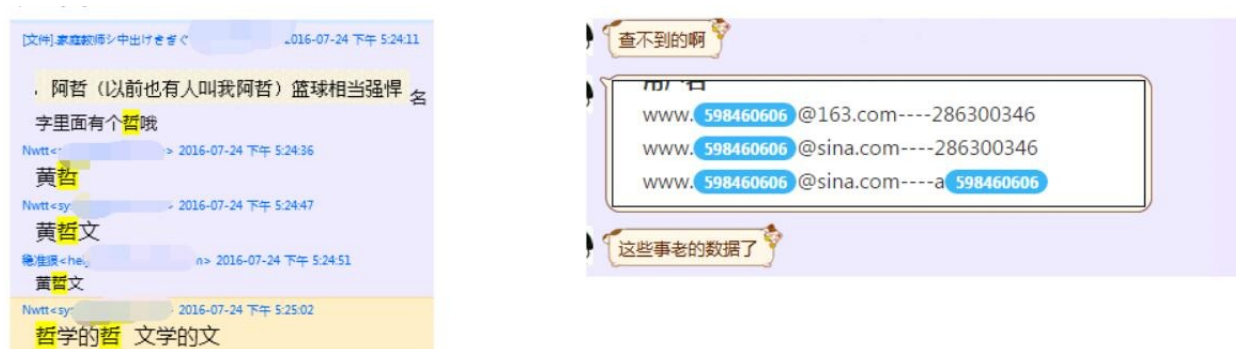 [文件].家庭教师シ中出けきぎぐ .016-07-24 下午 5:24:11
阿哲(以前也有人叫我阿哲)篮球相当强悍 名
字里面有个哲哦
Nwtt< > 2016-07-24 下午 5:24:36
黄哲
Nwtt<sy 2016-07-24 下午 5:24:47
黄哲文
稳准狠<he n> 2016-07-24 下午 5:24:51
黄哲文
Nwtt<sy 2016-07-24 下午 5:25:02
哲学的哲 文学的文
查不到的啊
用户名
www.598460606@163.com----286300346
www.598460606@sina.com----286300346
www.598460606@sina.com----a598460606
这些事老的数据了